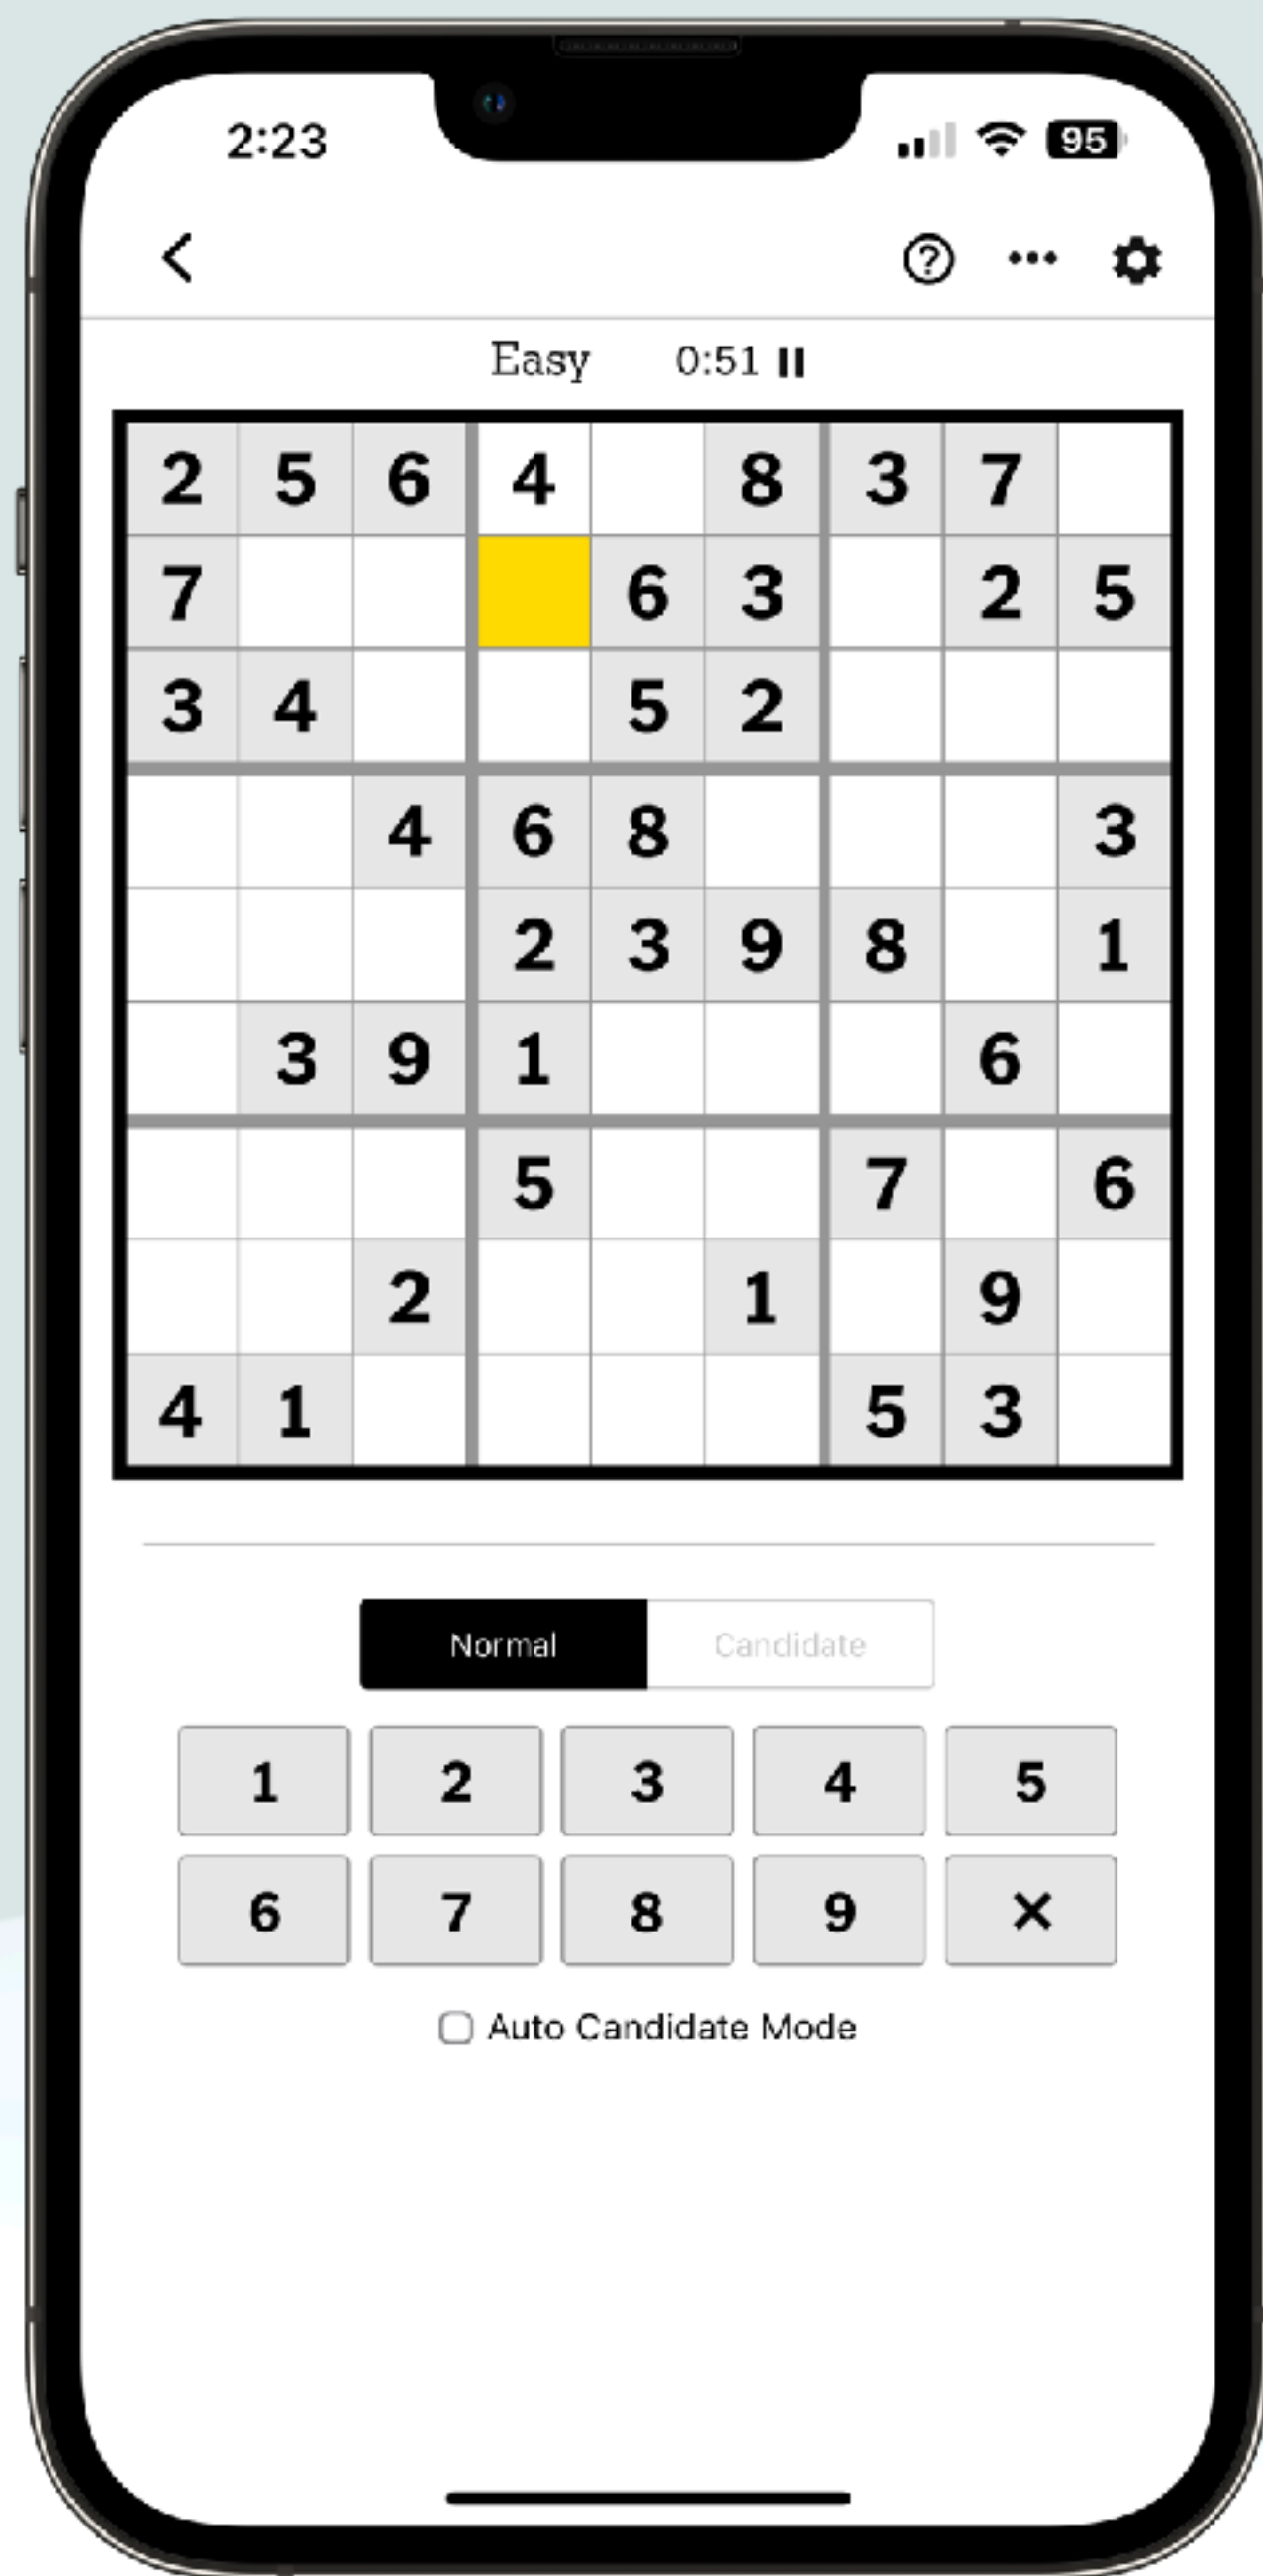 2:23 95
Easy 0:51
2 5 6 4 8 3 7
7 6 3 2 5
3 4 5 2
4 6 8 3
2 3 9 8 1
3 9 1 6
5 7 6
2 1 9
4 1 5 3
Normal Candidate
1 2 3 4 5
6 7 8 9 ×
Auto Candidate Mode